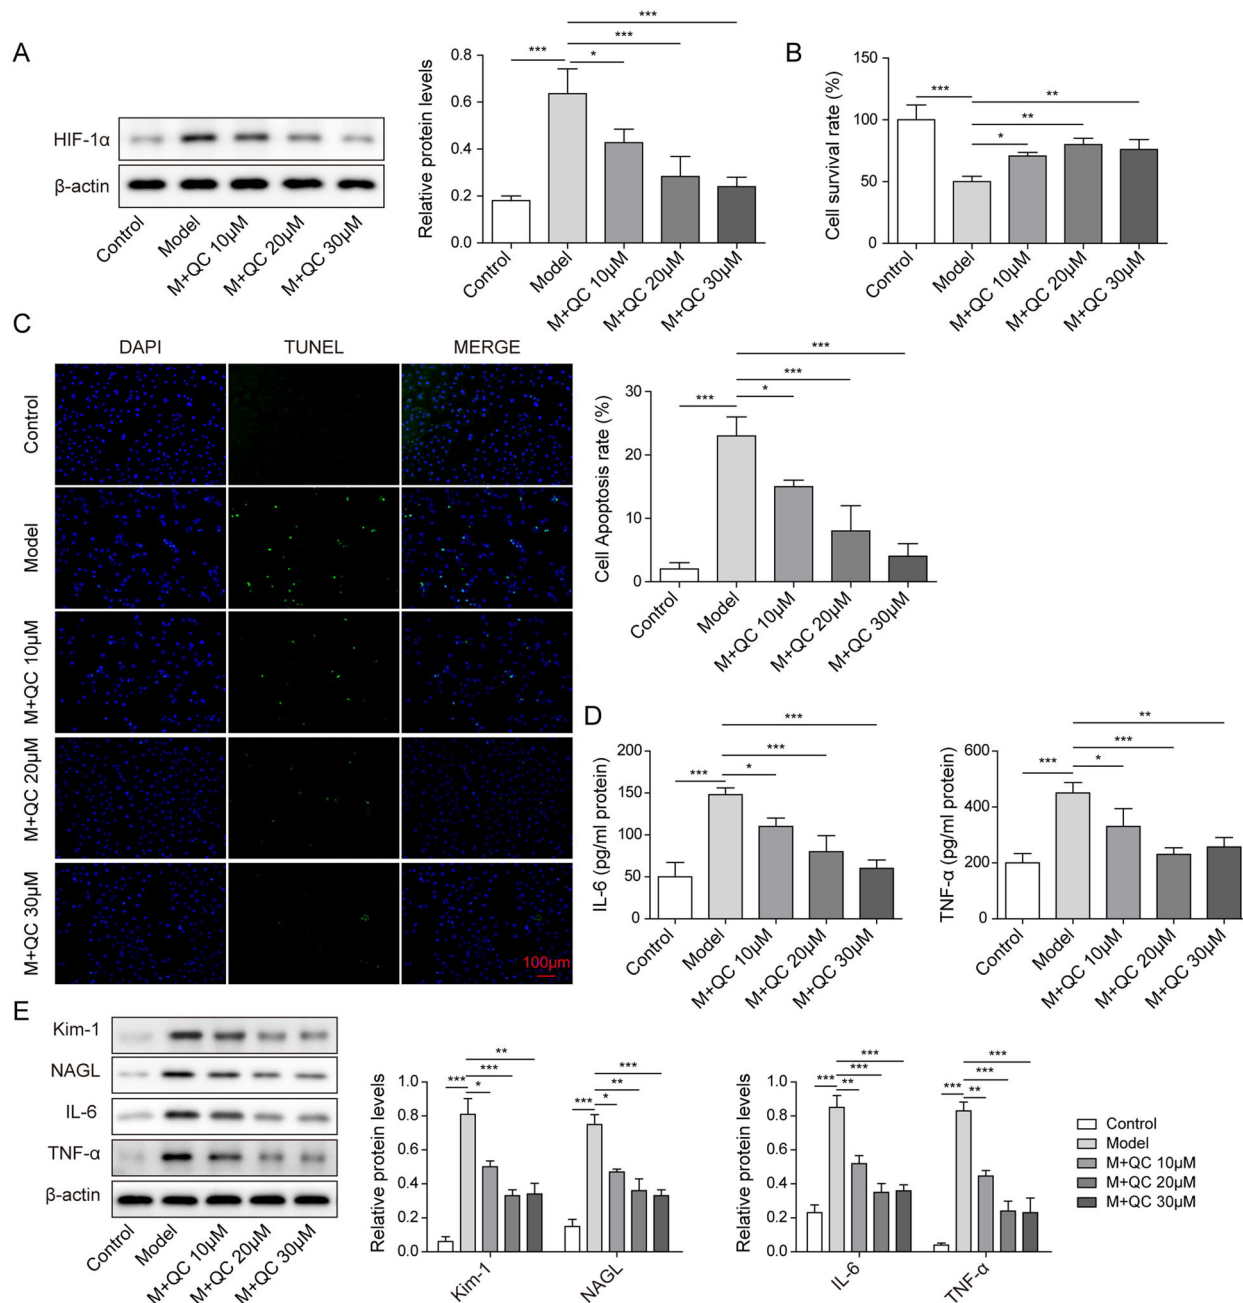 A
HIF-1α
β-actin
Control
Model
M+QC 10μM
M+QC 20μM
M+QC 30μM
Relative protein levels
0.8
0.6
0.4
0.2
0.0
***
*
***
***
Control
Model
M+QC 10μM
M+QC 20μM
M+QC 30μM
B
Cell survival rate (%)
150
100
50
0
***
*
**
**
Control
Model
M+QC 10μM
M+QC 20μM
M+QC 30μM
C
DAPI
TUNEL
MERGE
Control
Model
M+QC 10μM
M+QC 20μM
M+QC 30μM
100μm
Cell Apoptosis rate (%)
30
20
10
0
***
*
***
***
Control
Model
M+QC 10μM
M+QC 20μM
M+QC 30μM
D
IL-6 (pg/ml protein)
200
150
100
50
0
***
*
***
***
Control
Model
M+QC 10μM
M+QC 20μM
M+QC 30μM
TNF-α (pg/ml protein)
600
400
200
0
***
*
***
**
Control
Model
M+QC 10μM
M+QC 20μM
M+QC 30μM
E
Kim-1
NAGL
IL-6
TNF-α
β-actin
Control
Model
M+QC 10μM
M+QC 20μM
M+QC 30μM
Relative protein levels
1.0
0.8
0.6
0.4
0.2
0.0
***
*
***
**
***
*
**
***
Kim-1
NAGL
Relative protein levels
1.0
0.8
0.6
0.4
0.2
0.0
***
**
***
***
***
**
***
***
IL-6
TNF-α
Control
Model
M+QC 10μM
M+QC 20μM
M+QC 30μM